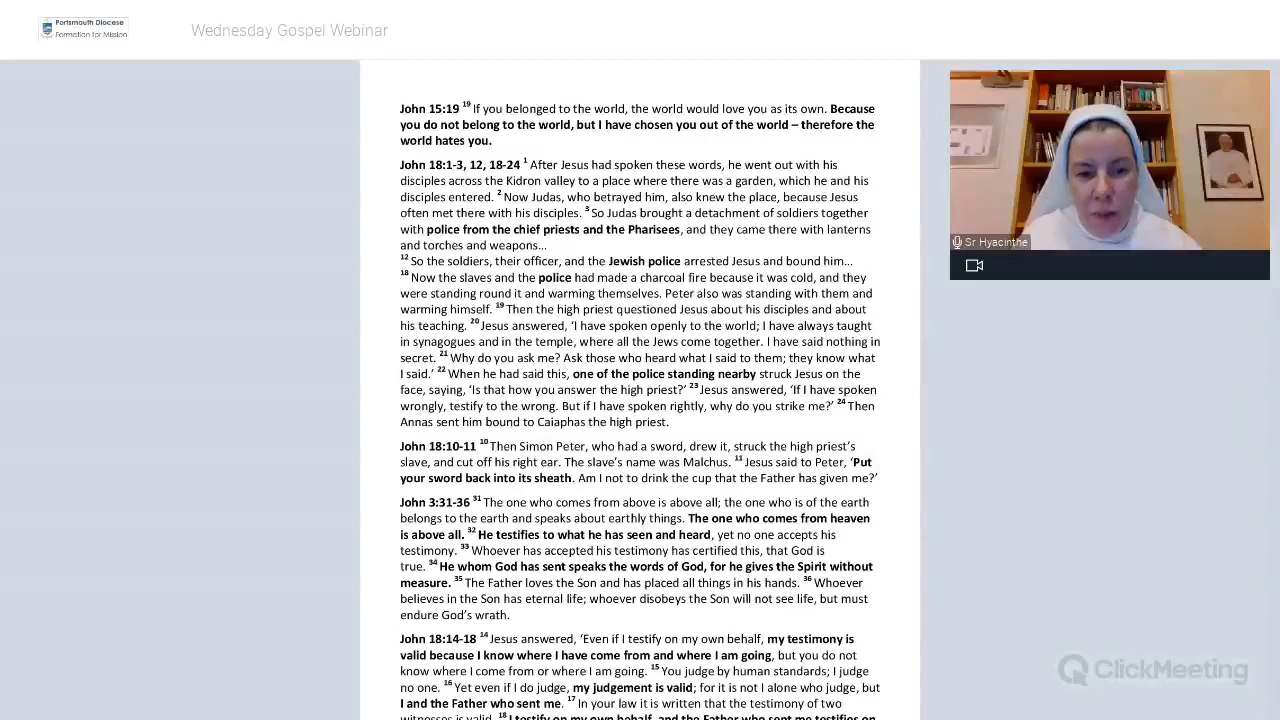 Portsmouth Diocese
Formation for Mission
Wednesday Gospel Webinar
John 15:19 19 If you belonged to the world, the world would love you as its own. Because
you do not belong to the world, but I have chosen you out of the world – therefore the
world hates you.
John 18:1-3, 12, 18-24 1 After Jesus had spoken these words, he went out with his
disciples across the Kidron valley to a place where there was a garden, which he and his
disciples entered. 2 Now Judas, who betrayed him, also knew the place, because Jesus
often met there with his disciples. 3 So Judas brought a detachment of soldiers together
with police from the chief priests and the Pharisees, and they came there with lanterns
and torches and weapons...
12 So the soldiers, their officer, and the Jewish police arrested Jesus and bound him...
18 Now the slaves and the police had made a charcoal fire because it was cold, and they
were standing round it and warming themselves. Peter also was standing with them and
warming himself. 19 Then the high priest questioned Jesus about his disciples and about
his teaching. 20 Jesus answered, ‘I have spoken openly to the world; I have always taught
in synagogues and in the temple, where all the Jews come together. I have said nothing in
secret. 21 Why do you ask me? Ask those who heard what I said to them; they know what
I said.’ 22 When he had said this, one of the police standing nearby struck Jesus on the
face, saying, ‘Is that how you answer the high priest?’ 23 Jesus answered, ‘If I have spoken
wrongly, testify to the wrong. But if I have spoken rightly, why do you strike me?’ 24 Then
Annas sent him bound to Caiaphas the high priest.
John 18:10-11 10 Then Simon Peter, who had a sword, drew it, struck the high priest’s
slave, and cut off his right ear. The slave’s name was Malchus. 11 Jesus said to Peter, ‘Put
your sword back into its sheath. Am I not to drink the cup that the Father has given me?’
John 3:31-36 31 The one who comes from above is above all; the one who is of the earth
belongs to the earth and speaks about earthly things. The one who comes from heaven
is above all. 32 He testifies to what he has seen and heard, yet no one accepts his
testimony. 33 Whoever has accepted his testimony has certified this, that God is
true. 34 He whom God has sent speaks the words of God, for he gives the Spirit without
measure. 35 The Father loves the Son and has placed all things in his hands. 36 Whoever
believes in the Son has eternal life; whoever disobeys the Son will not see life, but must
endure God’s wrath.
John 18:14-18 14 Jesus answered, ‘Even if I testify on my own behalf, my testimony is
valid because I know where I have come from and where I am going, but you do not
know where I come from or where I am going. 15 You judge by human standards; I judge
no one. 16 Yet even if I do judge, my judgement is valid; for it is not I alone who judge, but
I and the Father who sent me. 17 In your law it is written that the testimony of two
witnesses is valid. 18 I testify on my own behalf, and the Father who sent me testifies on
Sr Hyacinthe
ClickMeeting